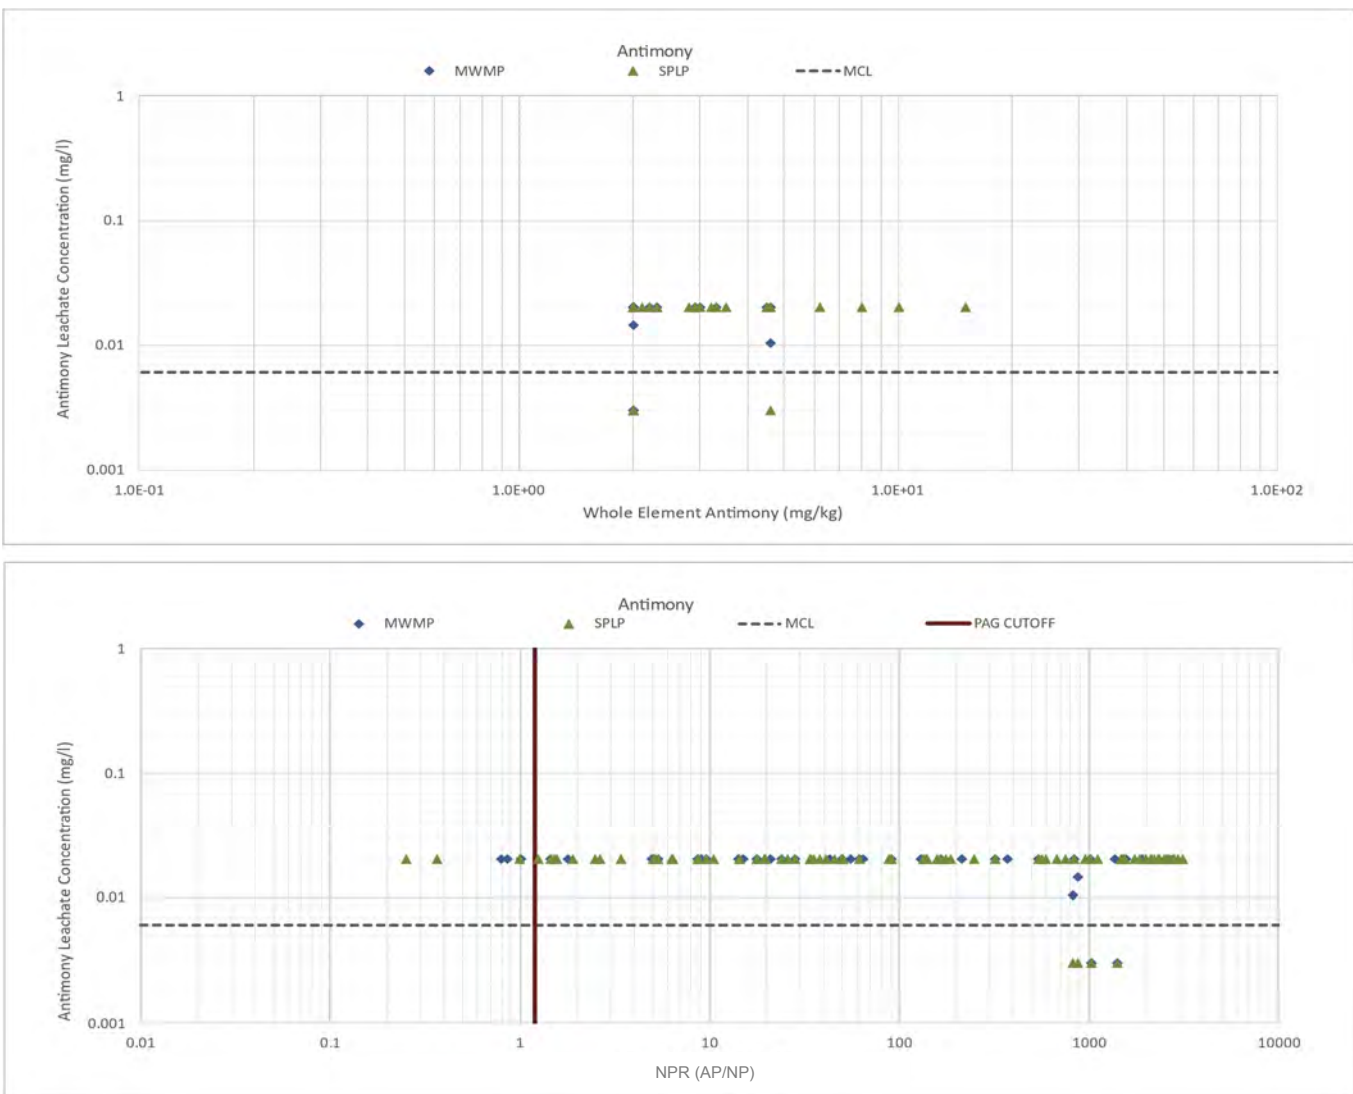 Antimony
MWMP SPLP MCL
Antimony Leachate Concentration (mg/l)
1
0.1
0.01
0.001
1.0E-01 1.0E+00 1.0E+01 1.0E+02
Whole Element Antimony (mg/kg)
Antimony
MWMP SPLP MCL PAG CUTOFF
Antimony Leachate Concentration (mg/l)
1
0.1
0.01
0.001
0.01 0.1 1 10 100 1000 10000
NPR (AP/NP)